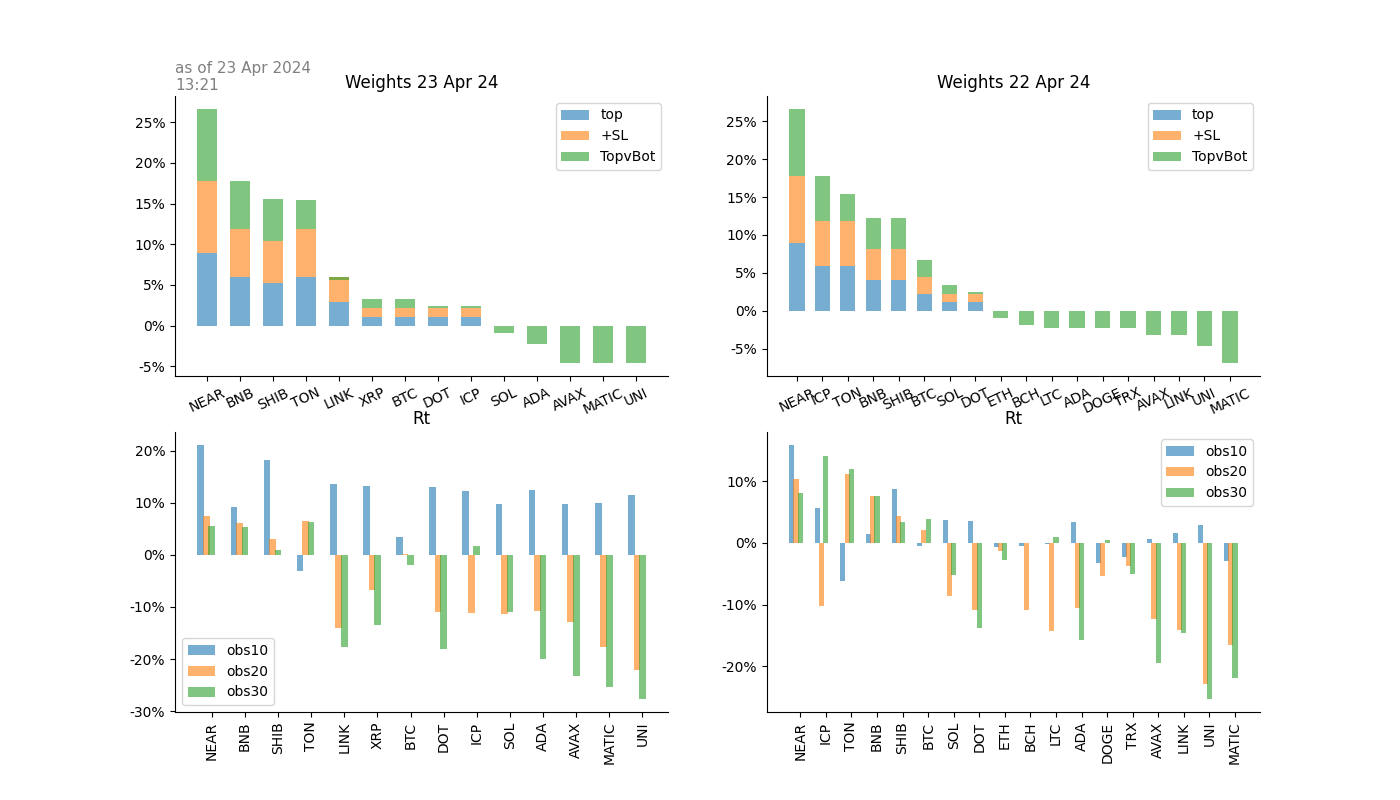 as of 23 Apr 2024
13:21
Weights 23 Apr 24
25%
20%
15%
10%
5%
0%
-5%
top
+SL
TopvBot
NEAR BNB SHIB TON LINK XRP BTC DOT ICP SOL ADA AVAX MATIC UNI
Weights 22 Apr 24
25%
20%
15%
10%
5%
0%
-5%
top
+SL
TopvBot
NEAR ICP TON BNB SHIB BTC SOL DOT ETH BCH LTC ADA DOGE TRX AVAX LINK UNI MATIC
Rt
20%
10%
0%
-10%
-20%
-30%
obs10
obs20
obs30
NEAR BNB SHIB TON LINK XRP BTC DOT ICP SOL ADA AVAX MATIC UNI
Rt
10%
0%
-10%
-20%
obs10
obs20
obs30
NEAR ICP TON BNB SHIB BTC SOL DOT ETH BCH LTC ADA DOGE TRX AVAX LINK UNI MATIC